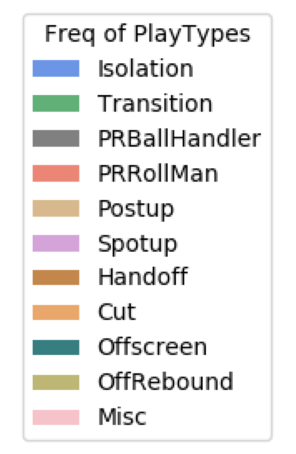 Freq of PlayTypes
Isolation
Transition
PRBallHandler
PRRollMan
Postup
Spotup
Handoff
Cut
Offscreen
OffRebound
Misc